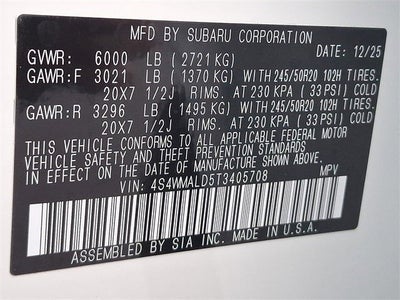 MFD BY SUBARU CORPORATION
DATE: 12/25
GVWR: 6000 LB (2721 KG)
GAWR:F 3021 LB (1370 KG) WITH 245/50R20 102H TIRES.
20X7 1/2J RIMS. AT 230 KPA (33 PSI) COLD
GAWR:R 3296 LB (1495 KG) WITH 245/50R20 102H TIRES.
20X7 1/2J RIMS. AT 230 KPA (33 PSI) COLD
THIS VEHICLE CONFORMS TO ALL APPLICABLE FEDERAL MOTOR
VEHICLE SAFETY AND THEFT PREVENTION STANDARDS
IN EFFECT ON THE DATE OF MANUFACTURE SHOWN ABOVE.
VIN: 4S4WMALD5T3405708 MPV
ASSEMBLED BY SIA INC. MADE IN U.S.A.